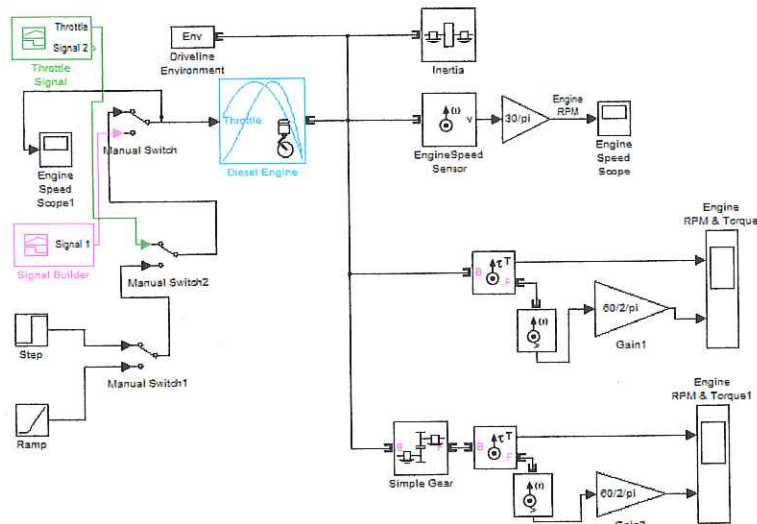 Throttle
Signal 2
Throttle
Signal
Env
Driveline
Environment
Inertia
Throttle
Diesel Engine
Manual Switch
Engine
Speed
Scope1
(t)
v
EngineSpeed
Sensor
30/pi
Engine
RPM
Engine
Speed
Scope
Signal 1
Signal Builder
Manual Switch2
Step
Manual Switch1
Ramp
B
τ T
F
(t)
v
60/2/pi
Gain1
Engine
RPM & Torque
B
F
Simple Gear
B
τ T
F
(t)
v
60/2/pi
Engine
RPM & Torque1